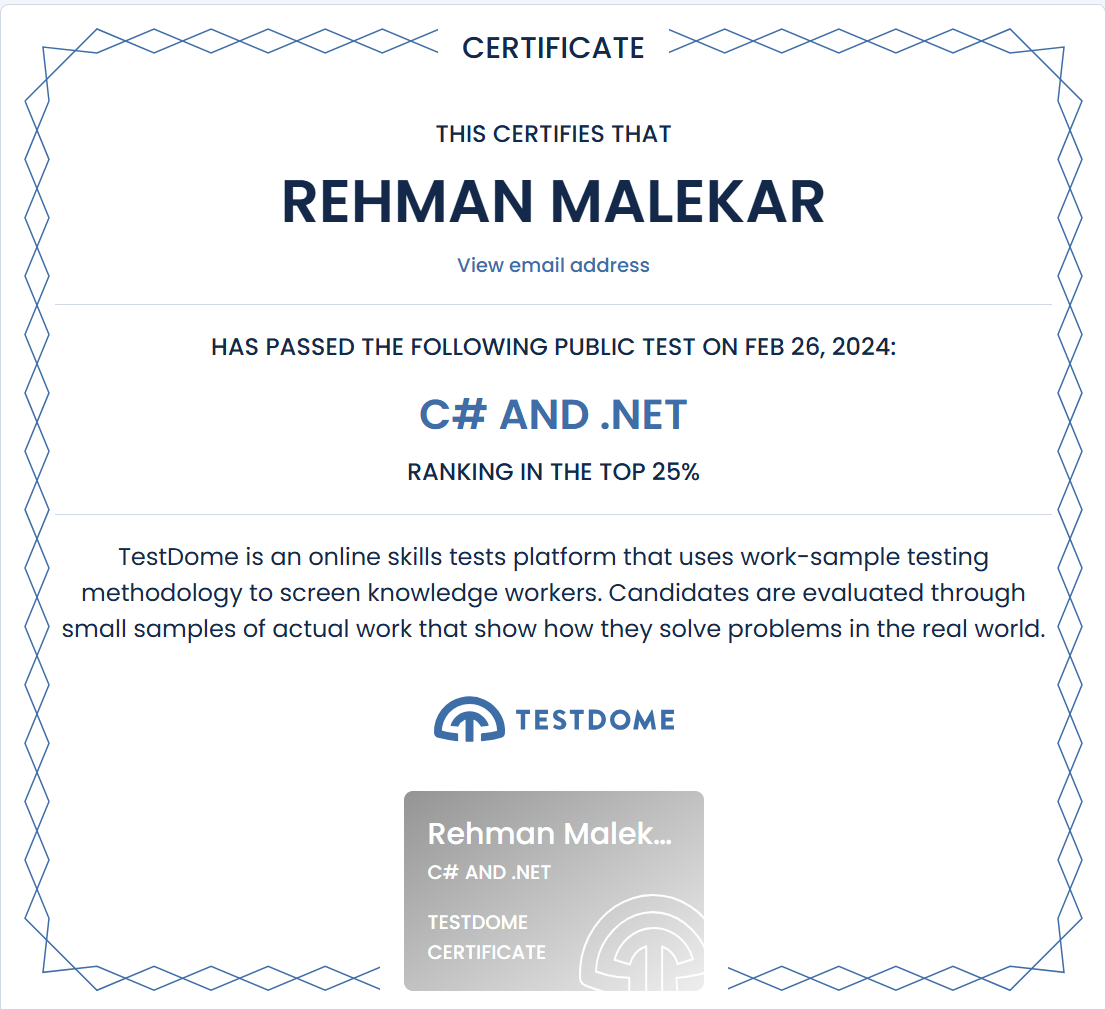 CERTIFICATE
THIS CERTIFIES THAT
REHMAN MALEKAR
View email address
HAS PASSED THE FOLLOWING PUBLIC TEST ON FEB 26, 2024:
C# AND .NET
RANKING IN THE TOP 25%
TestDome is an online skills tests platform that uses work-sample testing
methodology to screen knowledge workers. Candidates are evaluated through
small samples of actual work that show how they solve problems in the real world.
TESTDOME
Rehman Malek...
C# AND .NET
TESTDOME
CERTIFICATE